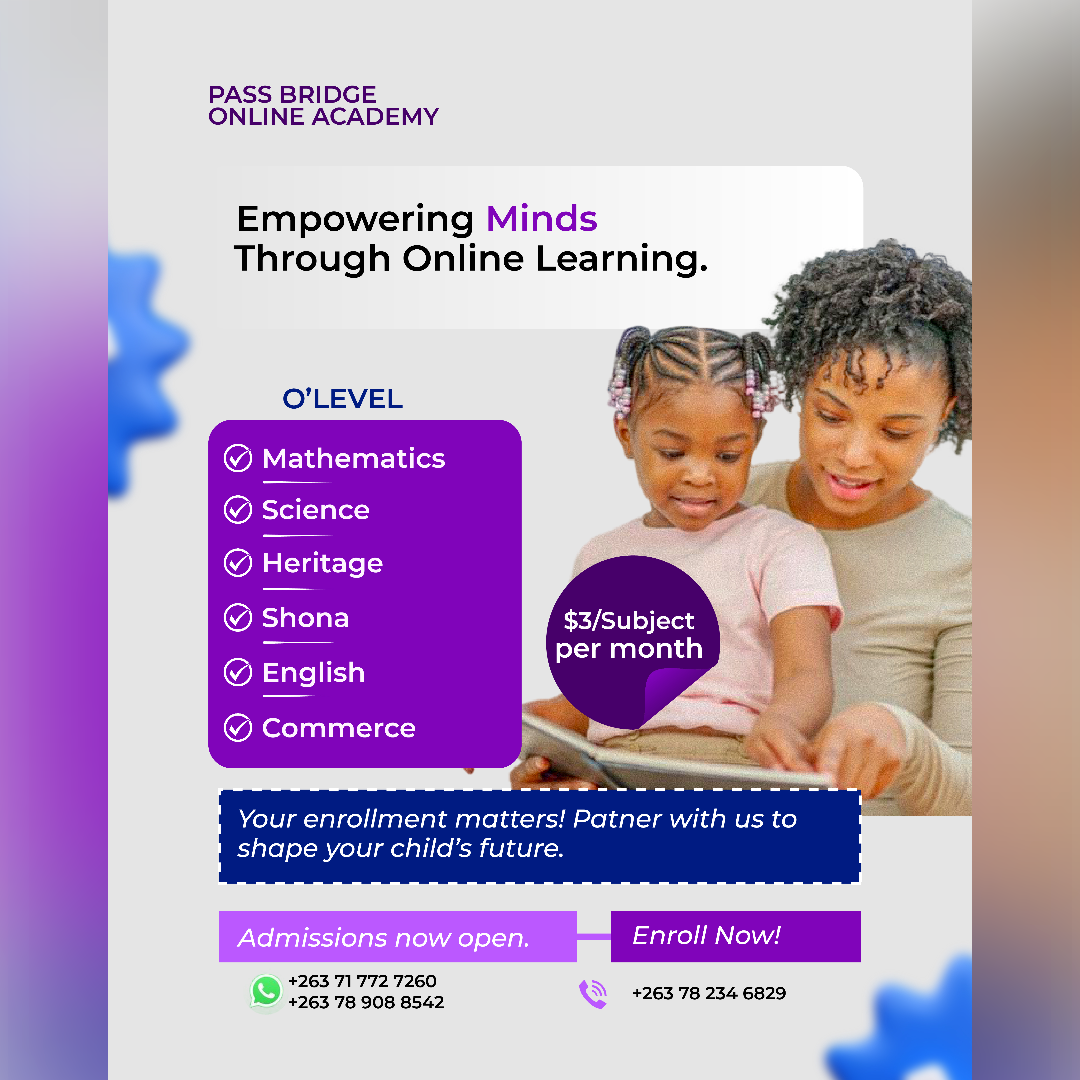 PASS BRIDGE
ONLINE ACADEMY
Empowering Minds
Through Online Learning.
O'LEVEL
Mathematics
Science
Heritage
Shona
English
Commerce
$3/Subject
per month
Your enrollment matters! Patner with us to
shape your child's future.
Admissions now open.
Enroll Now!
+263 71 772 7260
+263 78 908 8542
+263 78 234 6829